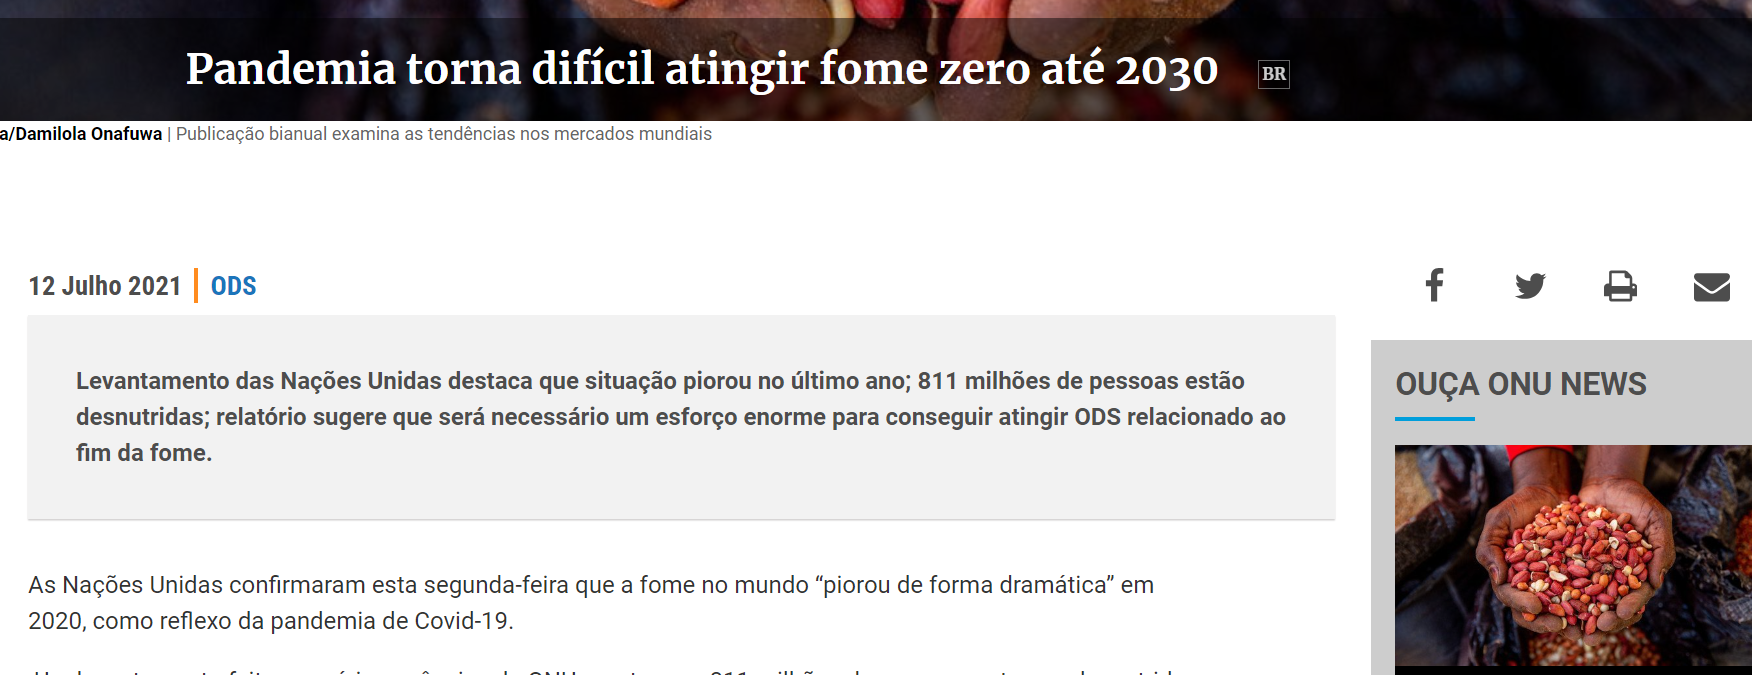 Pandemia torna difícil atingir fome zero até 2030 BR
a/Damilola Onafuwa | Publicação bianual examina as tendências nos mercados mundiais
12 Julho 2021 | ODS
Levantamento das Nações Unidas destaca que situação piorou no último ano; 811 milhões de pessoas estão
desnutridas; relatório sugere que será necessário um esforço enorme para conseguir atingir ODS relacionado ao
fim da fome.
OUÇA ONU NEWS
As Nações Unidas confirmaram esta segunda-feira que a fome no mundo “piorou de forma dramática” em
2020, como reflexo da pandemia de Covid-19.